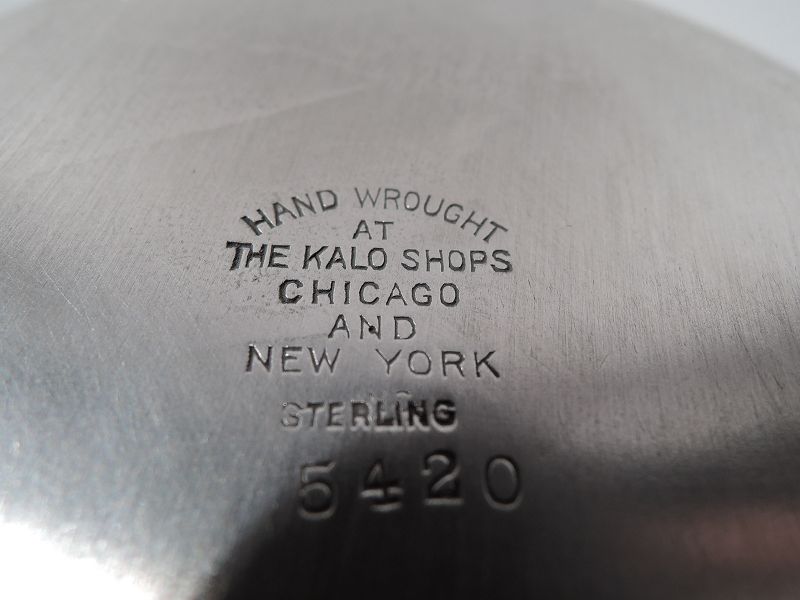 HAND WROUGHT
AT
THE KALO SHOPS
CHICAGO
AND
NEW YORK
STERLING
5420